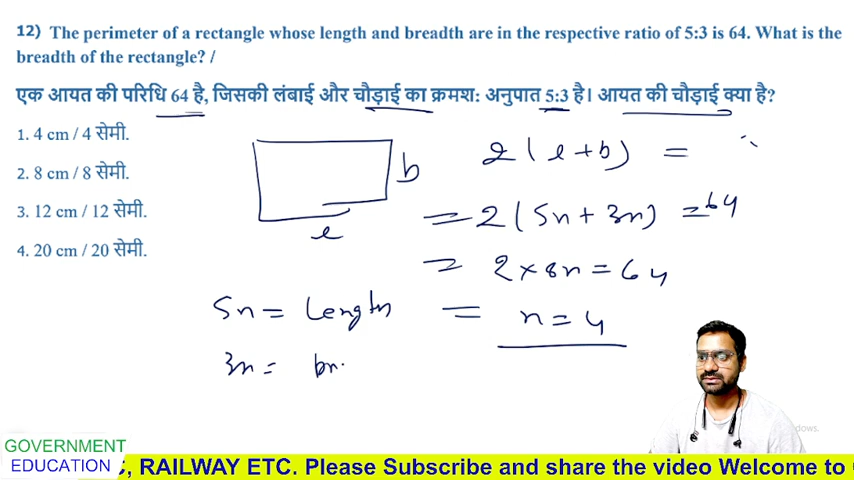 12) The perimeter of a rectangle whose length and breadth are in the respective ratio of 5:3 is 64. What is the
breadth of the rectangle? /
एक आयत की परिधि 64 है, जिसकी लंबाई और चौड़ाई का क्रमश: अनुपात 5:3 है। आयत की चौड़ाई क्या है?
1. 4 cm / 4 सेमी.
2. 8 cm / 8 सेमी.
3. 12 cm / 12 सेमी.
4. 20 cm / 20 सेमी.
b
l
2(l+b) =
= 2(5n+3n) = 64
= 2×8n = 64
= n=4
5n = Length
3n = br
GOVERNMENT
EDUCATION
, RAILWAY ETC. Please Subscribe and share the video Welcome to